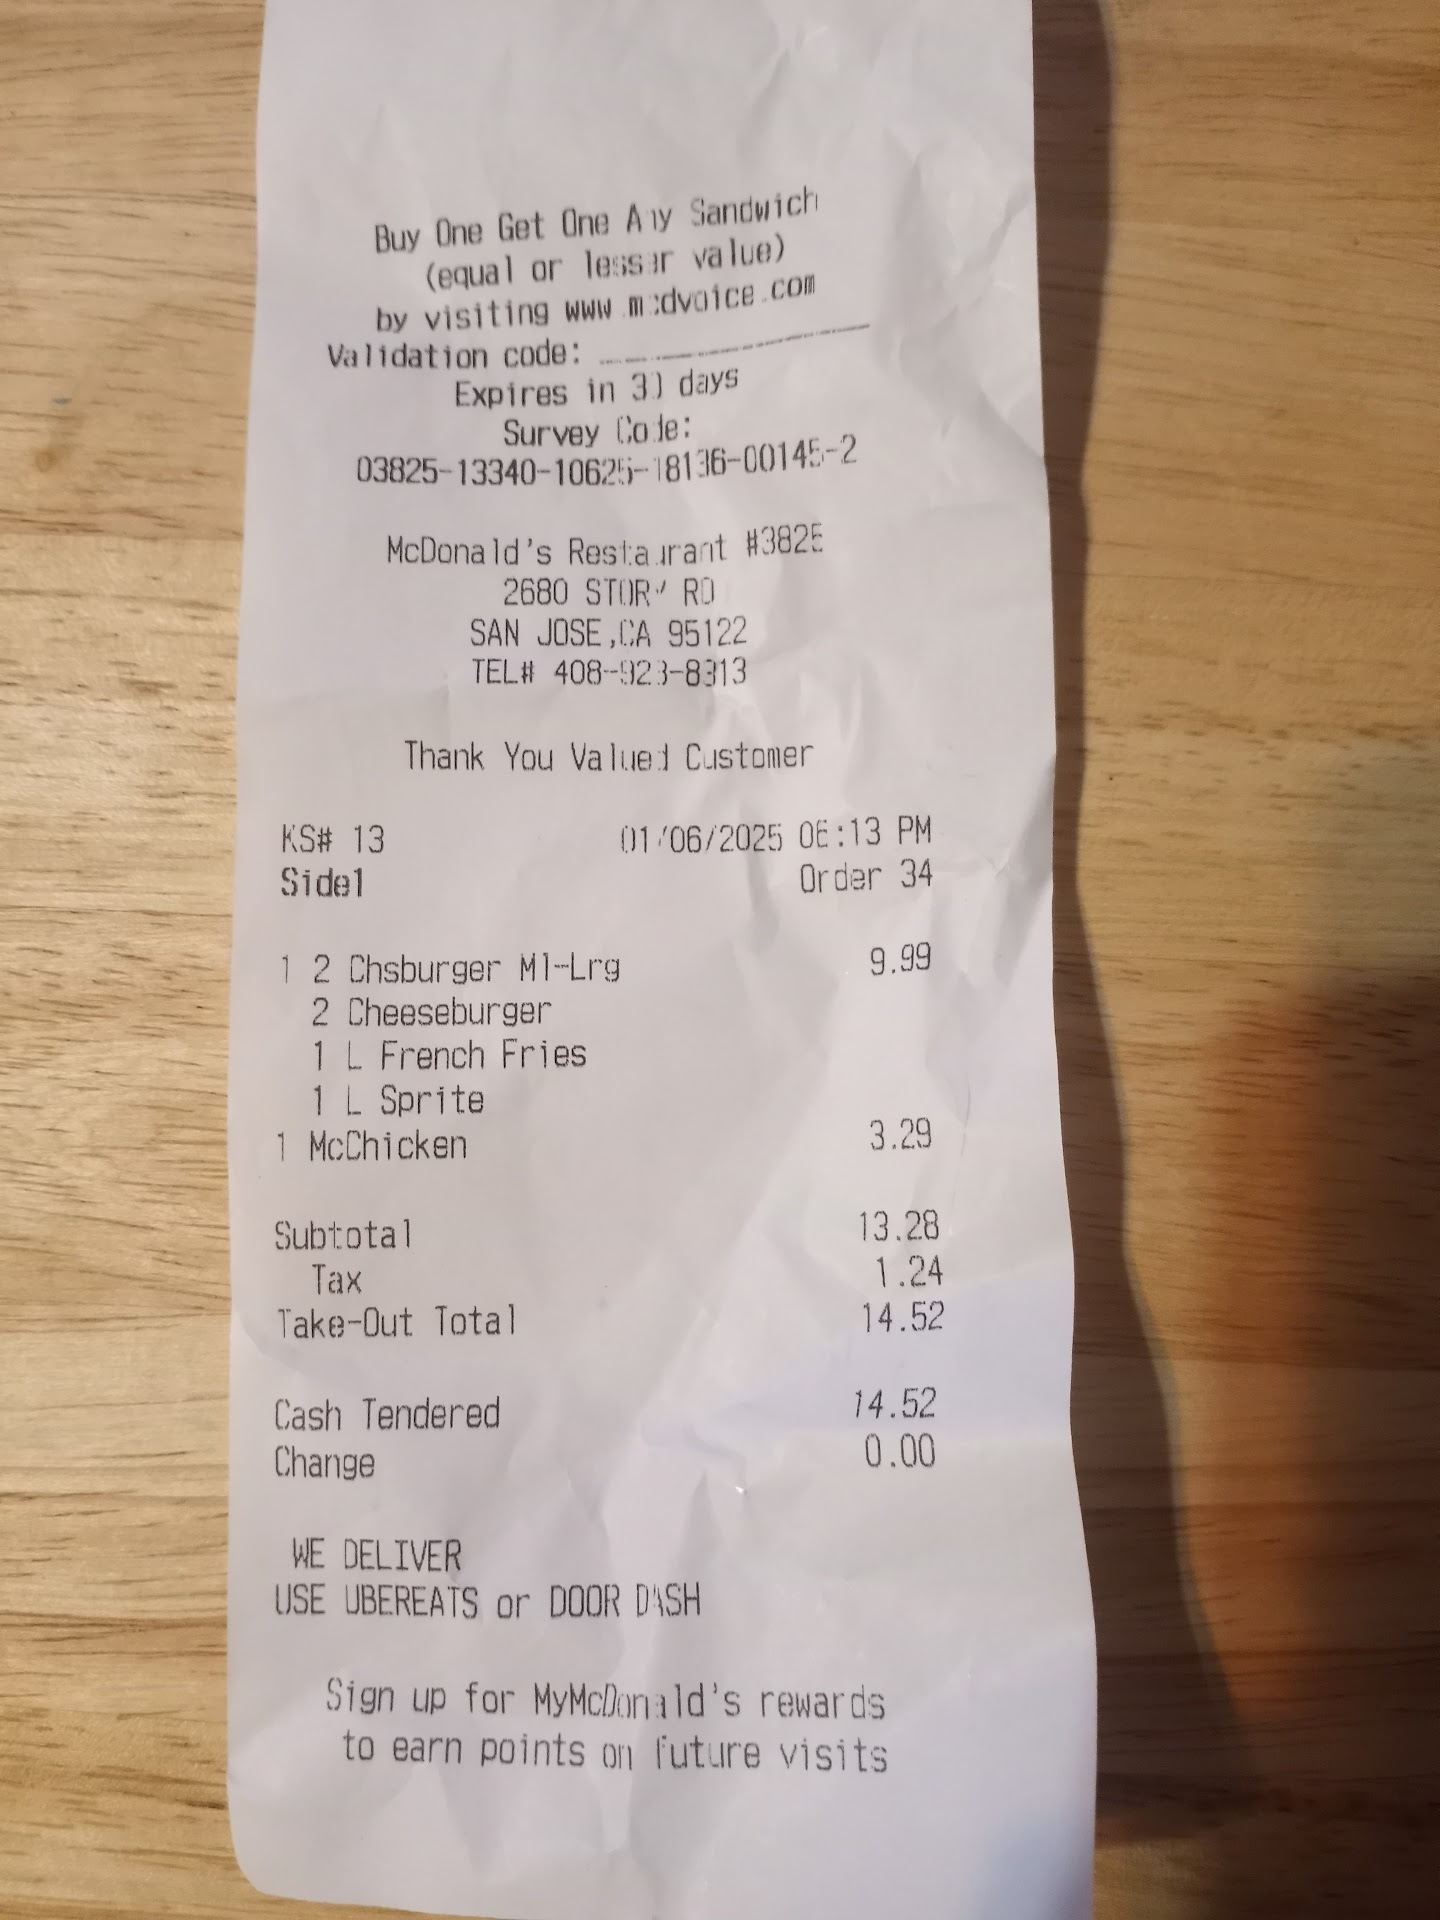 Buy One Get One Any Sandwich
(equal or lesser value)
by visiting www.mcdvoice.com
Validation code: ____________
Expires in 30 days
Survey Code:
03825-13340-10625-18136-00145-2
McDonald's Restaurant #3825
2680 STORY RD
SAN JOSE,CA 95122
TEL# 408-923-8313
Thank You Valued Customer
KS# 13 01/06/2025 06:13 PM
Side1 Order 34
1 2 Chsburger Ml-Lrg 9.99
2 Cheeseburger
1 L French Fries
1 L Sprite
1 McChicken 3.29
Subtotal 13.28
Tax 1.24
Take-Out Total 14.52
Cash Tendered 14.52
Change 0.00
WE DELIVER
USE UBEREATS or DOOR DASH
Sign up for MyMcDonald's rewards
to earn points on future visits